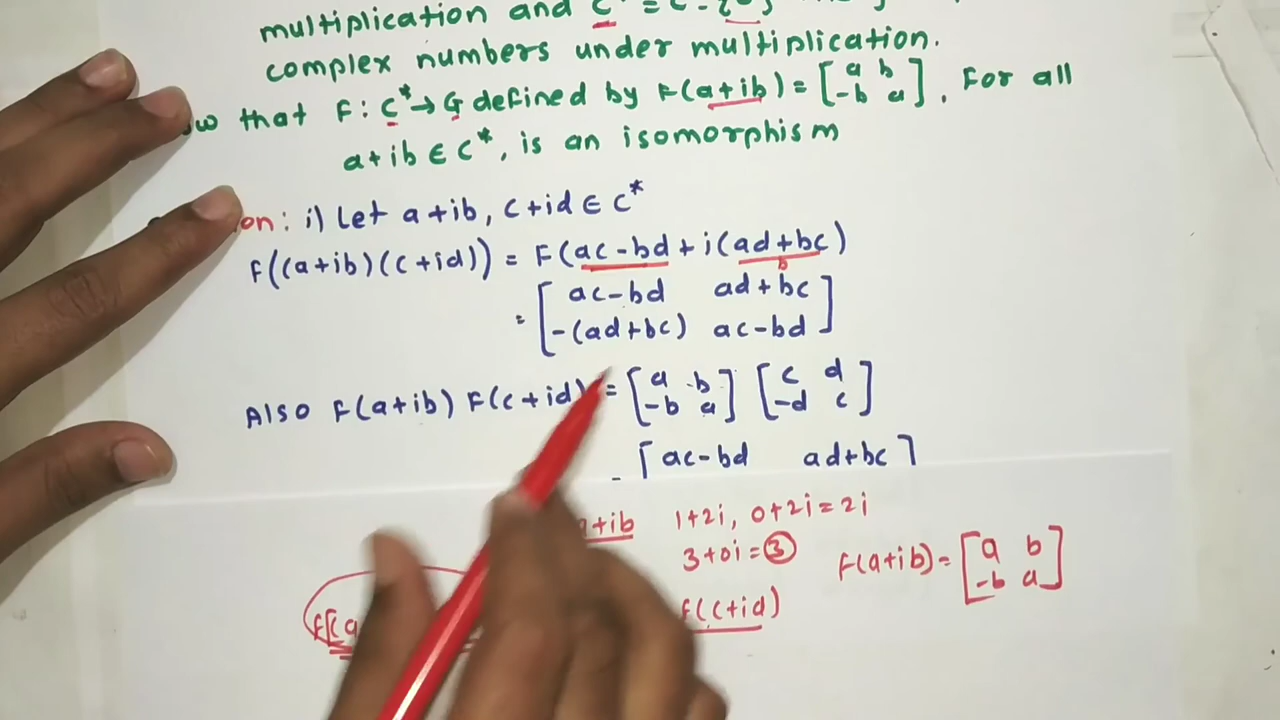 multiplication and C* = C -
complex numbers under multiplication.
that F: C* → G defined by F(a+ib) = [a b; -b a], For all
a+ib ∈ C*, is an isomorphism
on: i) Let a+ib, c+id ∈ C*
F((a+ib)(c+id)) = F(ac-bd + i(ad+bc)
b
= [ac-bd ad+bc; -(ad+bc) ac-bd]
Also F(a+ib) F(c+id) = [a b; -b a] [c d; -d c]
[ac-bd ad+bc]
a+ib 1+2i, 0+2i = 2i
3+0i = 3
F(a+ib) = [a b; -b a]
f(c+id)